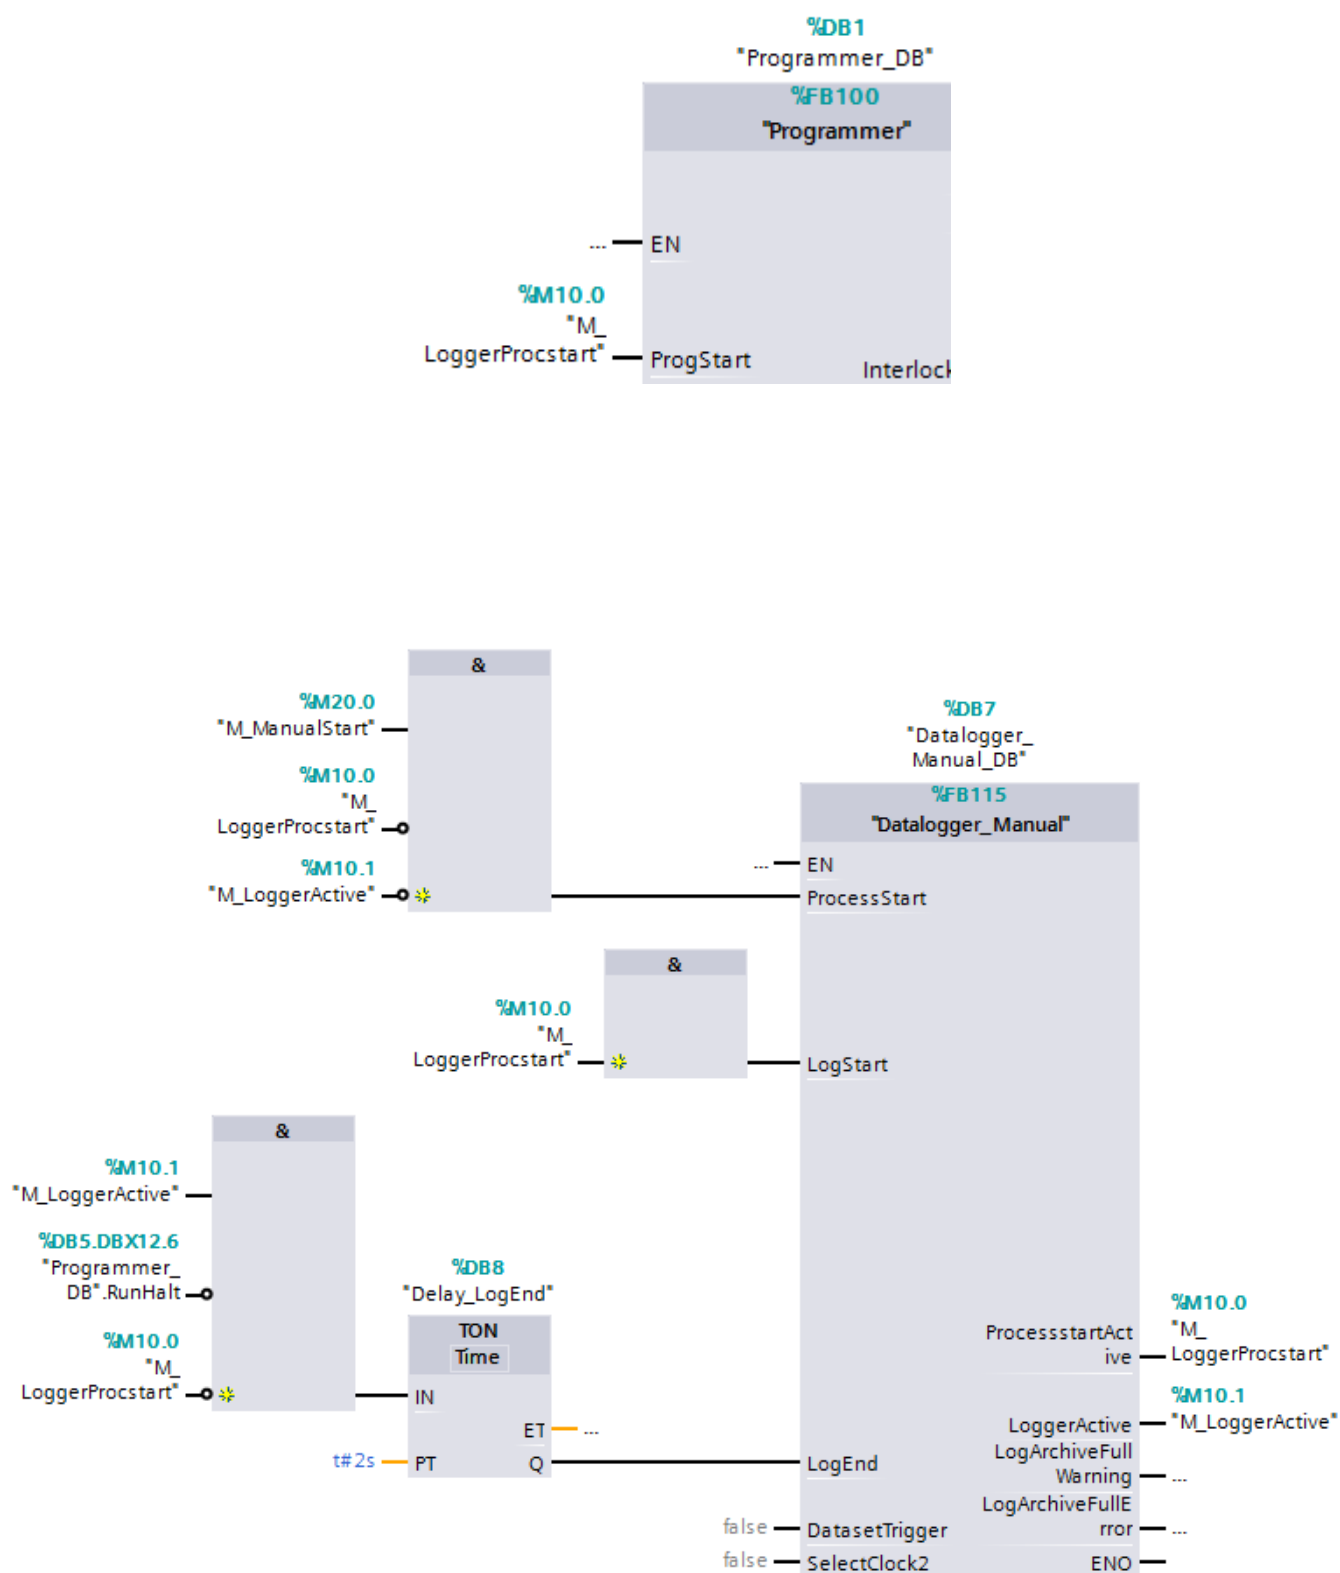 %DB1
"Programmer_DB"
%FB100
"Programmer"
... EN
%M10.0
"M_
LoggerProcstart"
ProgStart
Interlock
&
%M20.0
"M_ManualStart"
%M10.0
"M_
LoggerProcstart"
%M10.1
"M_LoggerActive"
%DB7
"Datalogger_
Manual_DB"
%FB115
"Datalogger_Manual"
... EN
ProcessStart
&
%M10.0
"M_
LoggerProcstart"
LogStart
&
%M10.1
"M_LoggerActive"
%DB5.DBX12.6
"Programmer_
DB".RunHalt
%M10.0
"M_
LoggerProcstart"
%DB8
"Delay_LogEnd"
TON
Time
IN
ET ...
t#2s PT Q
LogEnd
false DatasetTrigger
false SelectClock2
ProcessstartAct
ive
%M10.0
"M_
LoggerProcstart"
LoggerActive
%M10.1
"M_LoggerActive"
LogArchiveFull
Warning ...
LogArchiveFullE
rror ...
ENO